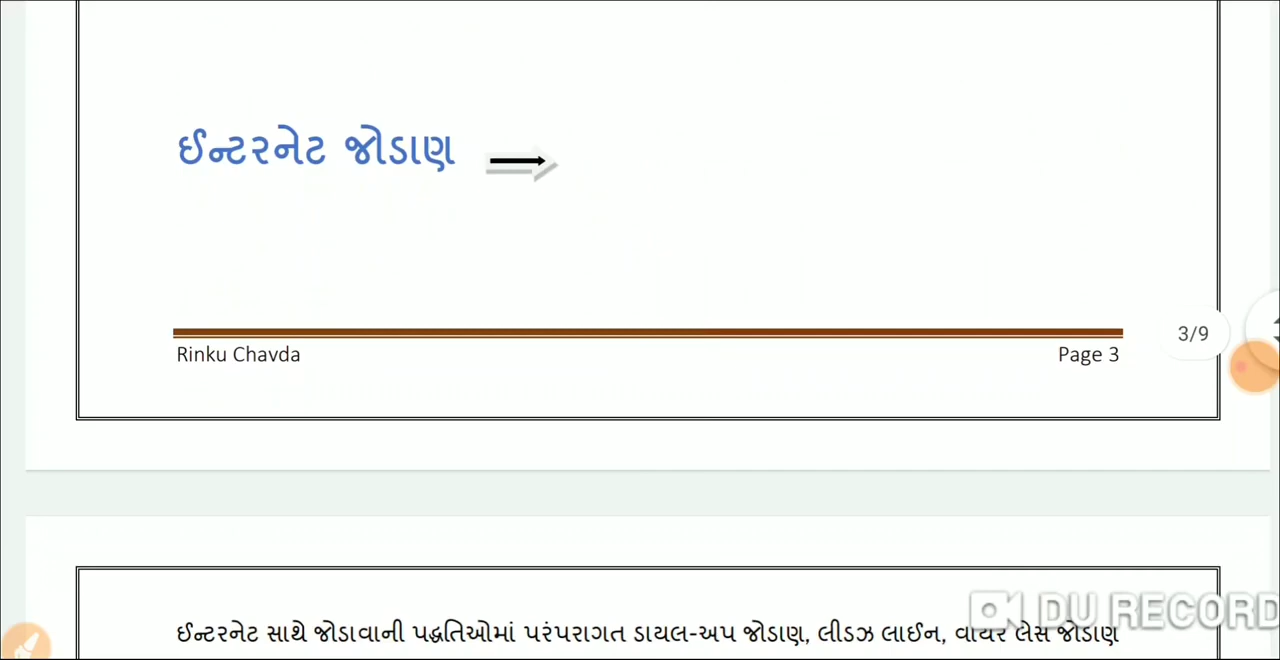 ઈન્ટરનેટ જોડાણ
Rinku Chavda
Page 3
3/9
ઈન્ટરનેટ સાથે જોડાવાની પદ્ધતિઓમાં પરંપરાગત ડાયલ-અપ જોડાણ, લીડઝ લાઈન, વાયર લેસ જોડાણ
DU RECORD